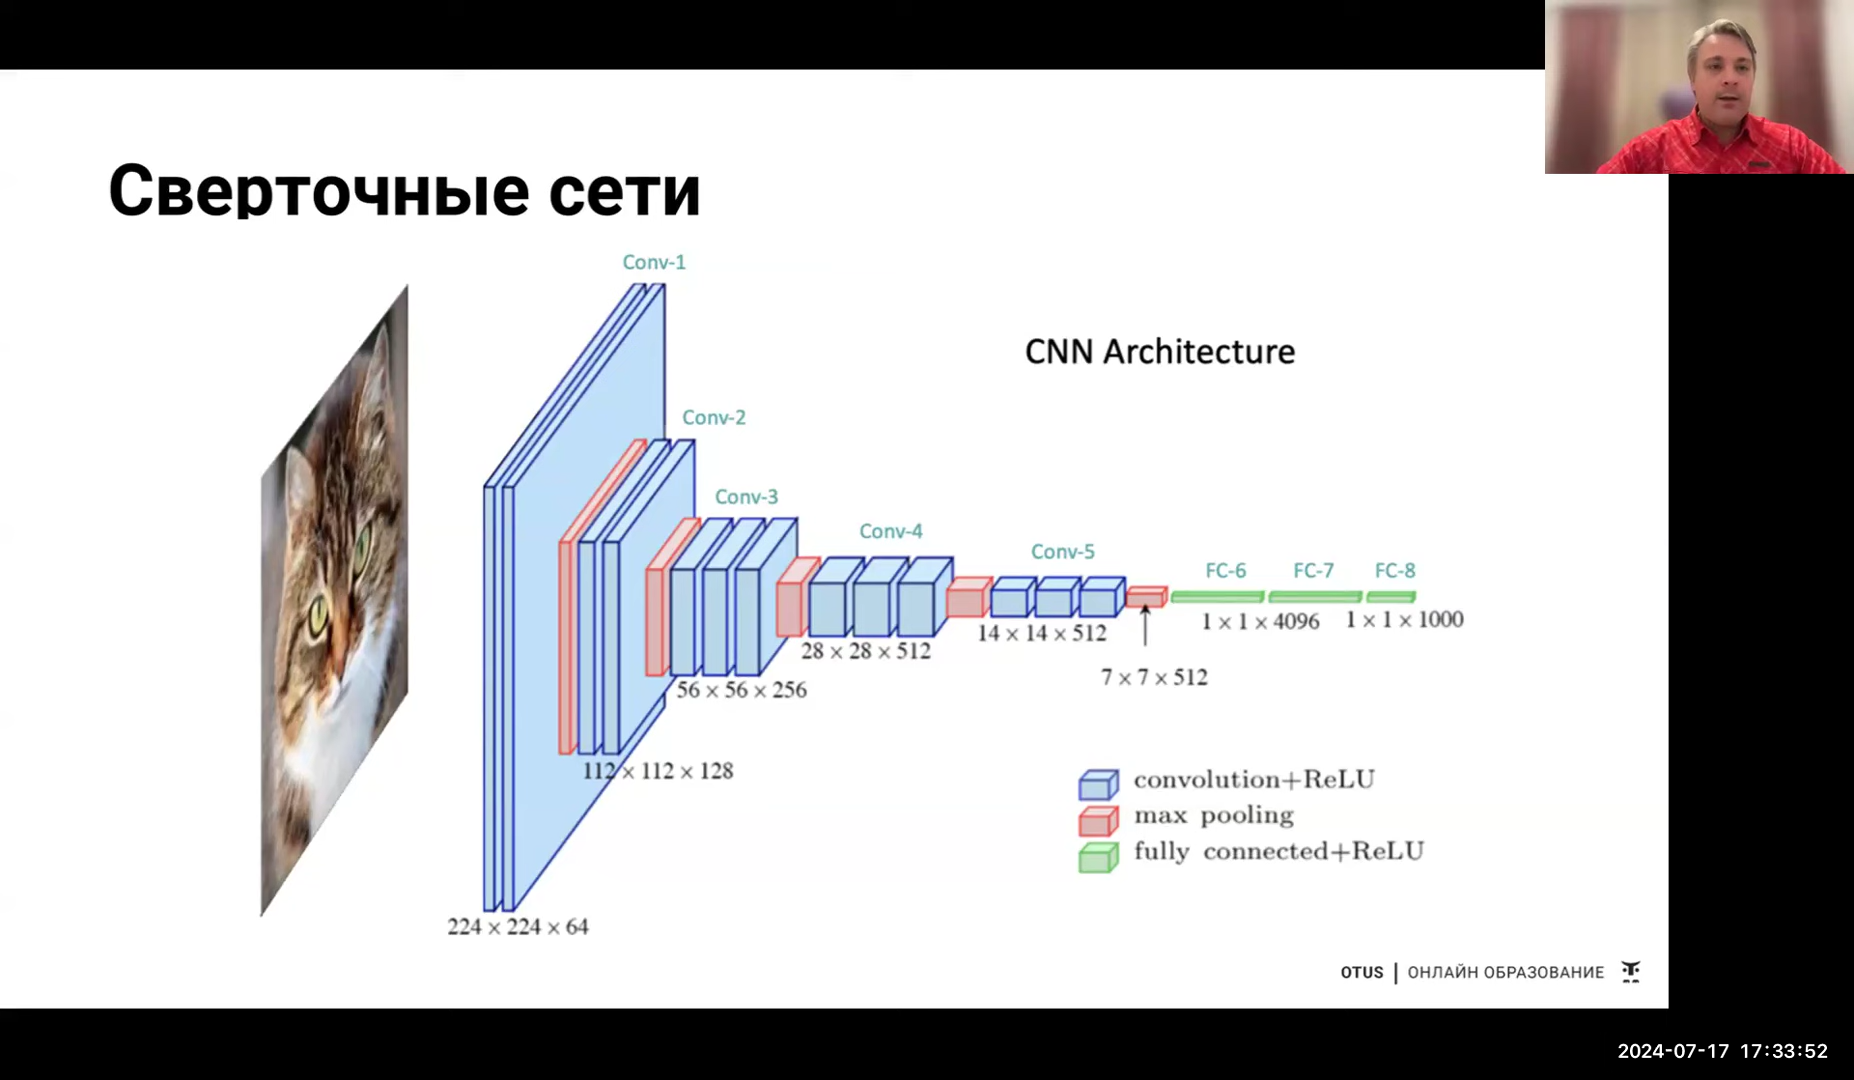 Сверточные сети
Conv-1
CNN Architecture
Conv-2
Conv-3
Conv-4
Conv-5
FC-6
FC-7
FC-8
1 × 1 × 4096
1 × 1 × 1000
14 × 14 × 512
28 × 28 × 512
7 × 7 × 512
56 × 56 × 256
112 × 112 × 128
convolution+ReLU
max pooling
fully connected+ReLU
224 × 224 × 64
OTUS | ОНЛАЙН ОБРАЗОВАНИЕ
2024-07-17 17:33:52